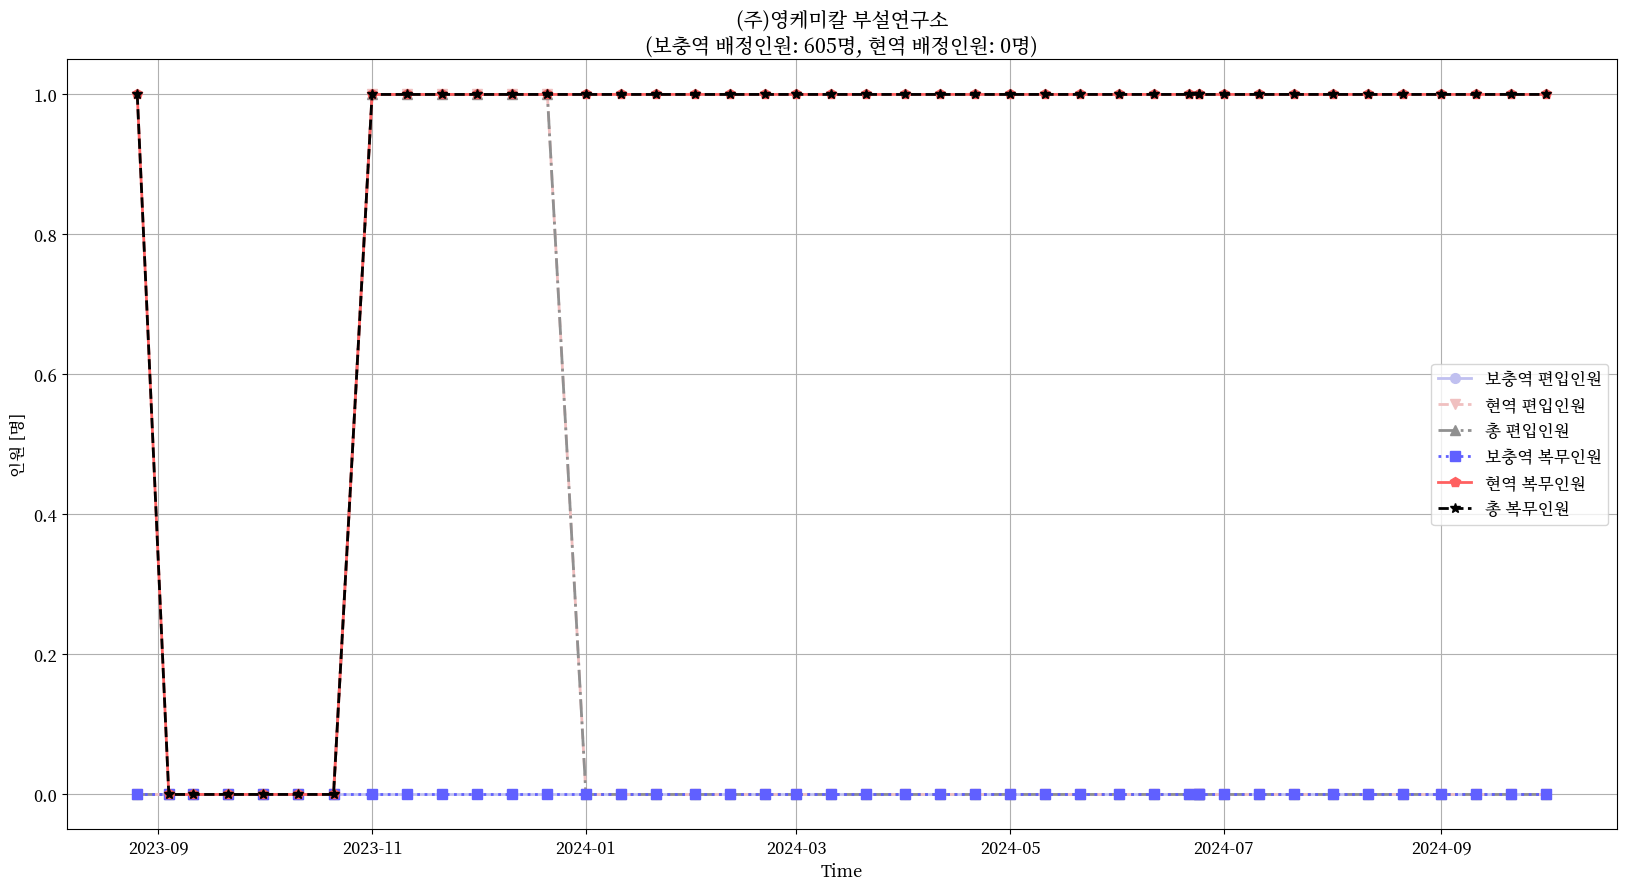 (주)영케미칼 부설연구소
(보충역 배정인원: 605명, 현역 배정인원: 0명)
인원 [명]
1.0
0.8
0.6
0.4
0.2
0.0
보충역 편입인원
현역 편입인원
총 편입인원
보충역 복무인원
현역 복무인원
총 복무인원
2023-09 2023-11 2024-01 2024-03 2024-05 2024-07 2024-09
Time